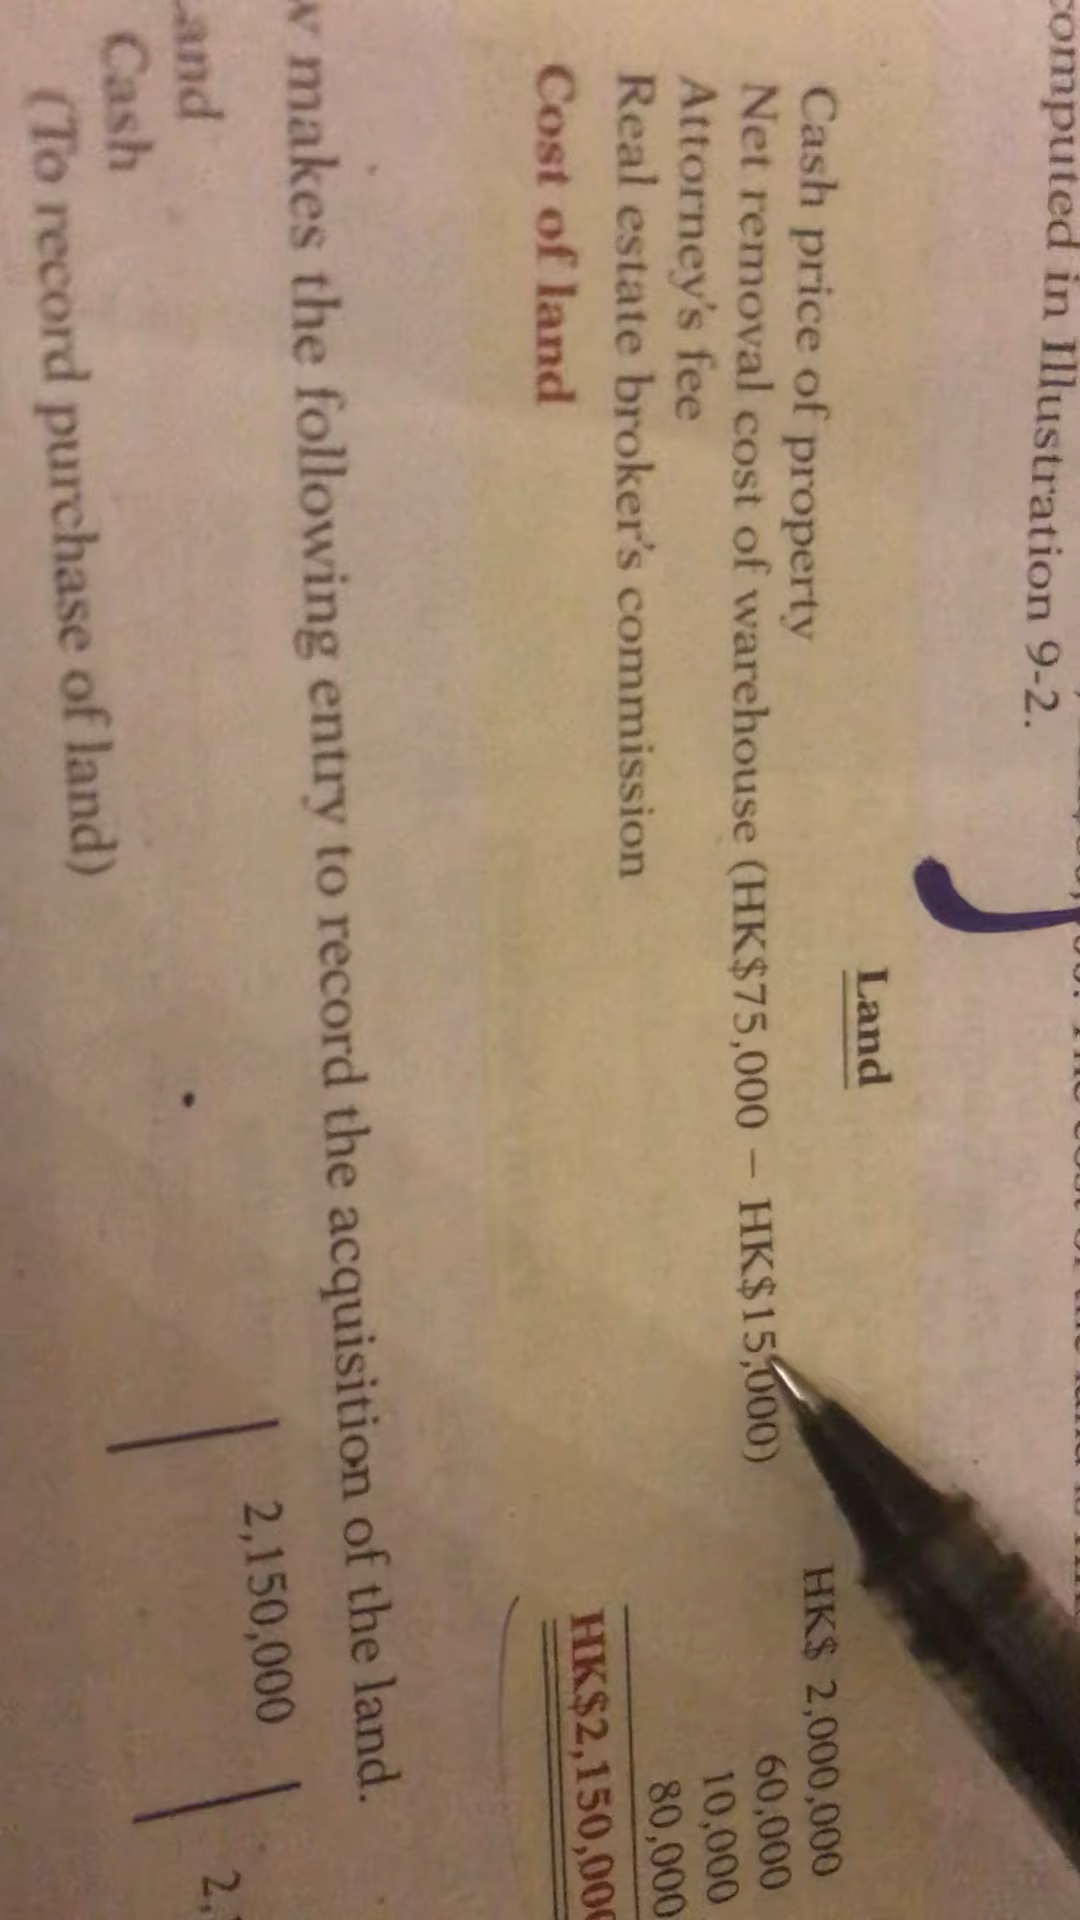 computed in Illustration 9-2.
Land
Cash price of property HK$ 2,000,000
Net removal cost of warehouse (HK$75,000 – HK$15,000) 60,000
Attorney's fee 10,000
Real estate broker's commission 80,000
Cost of land HK$2,150,000
makes the following entry to record the acquisition of the land.
Land 2,150,000
Cash
(To record purchase of land)